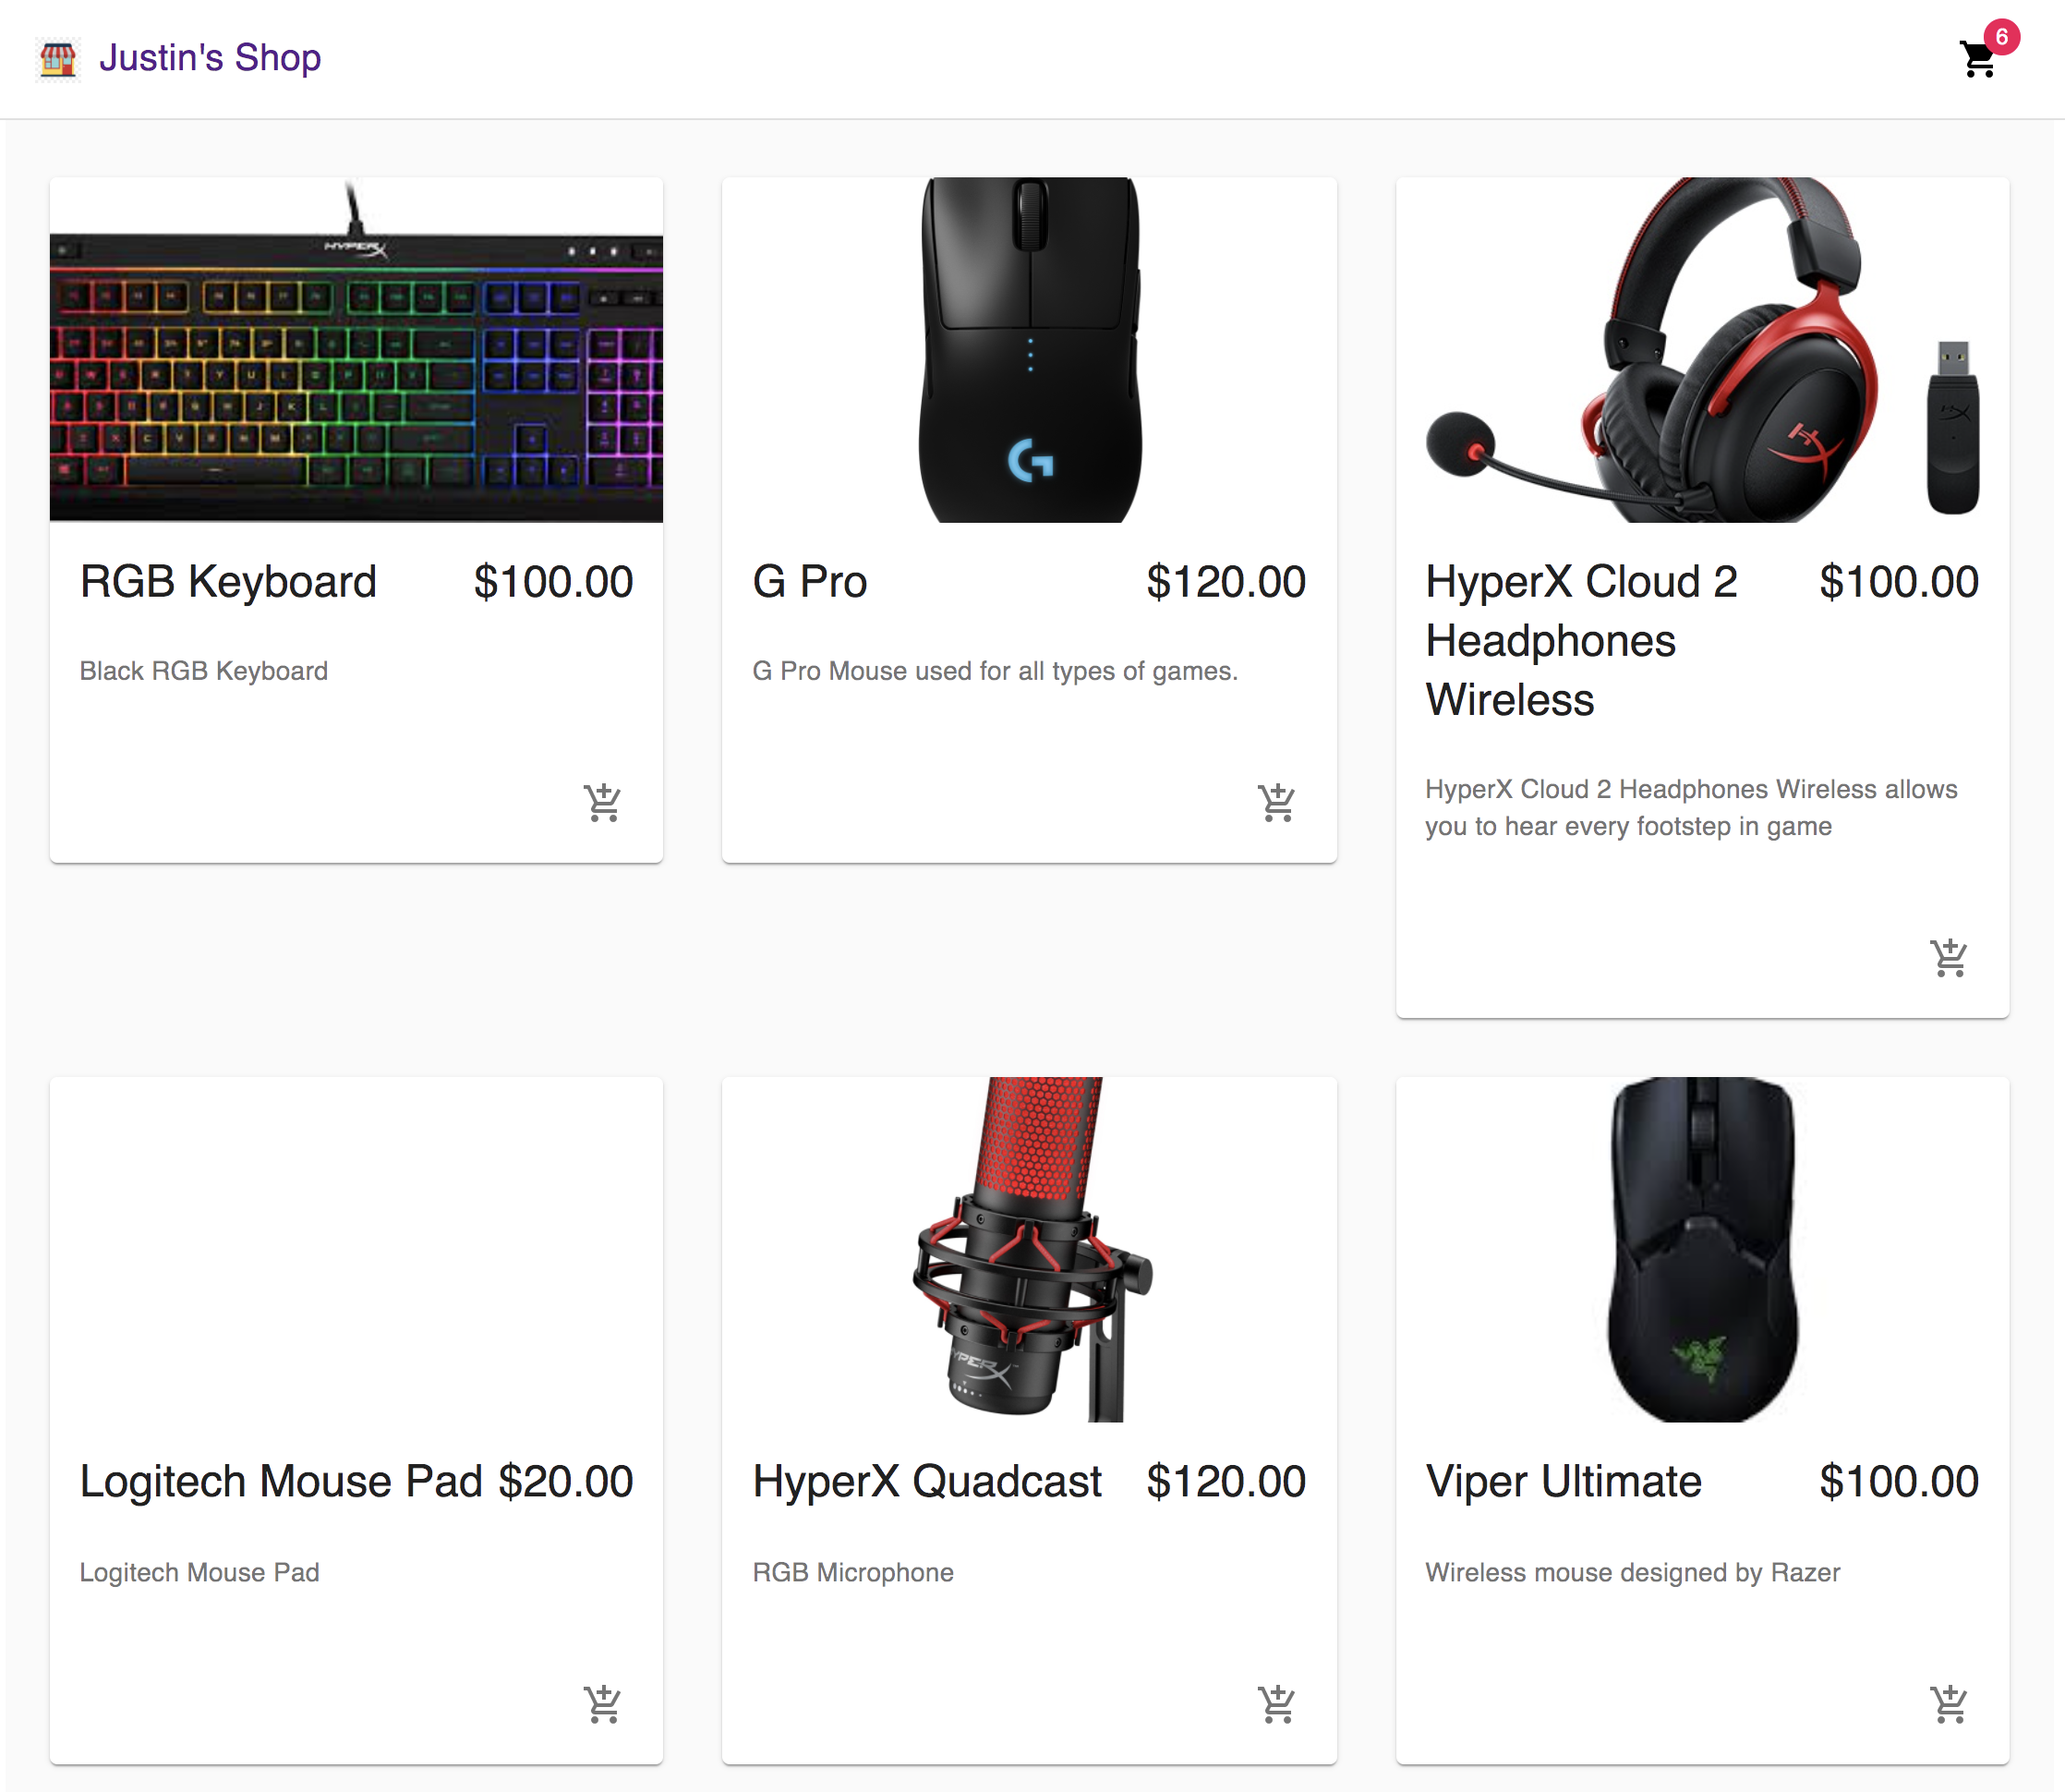 Justin's Shop
6
HYPERX
RGB Keyboard $100.00
Black RGB Keyboard
G Pro $120.00
G Pro Mouse used for all types of games.
HyperX Cloud 2 $100.00
Headphones
Wireless
HyperX Cloud 2 Headphones Wireless allows
you to hear every footstep in game
Logitech Mouse Pad $20.00
Logitech Mouse Pad
HYPERX
HyperX Quadcast $120.00
RGB Microphone
Viper Ultimate $100.00
Wireless mouse designed by Razer